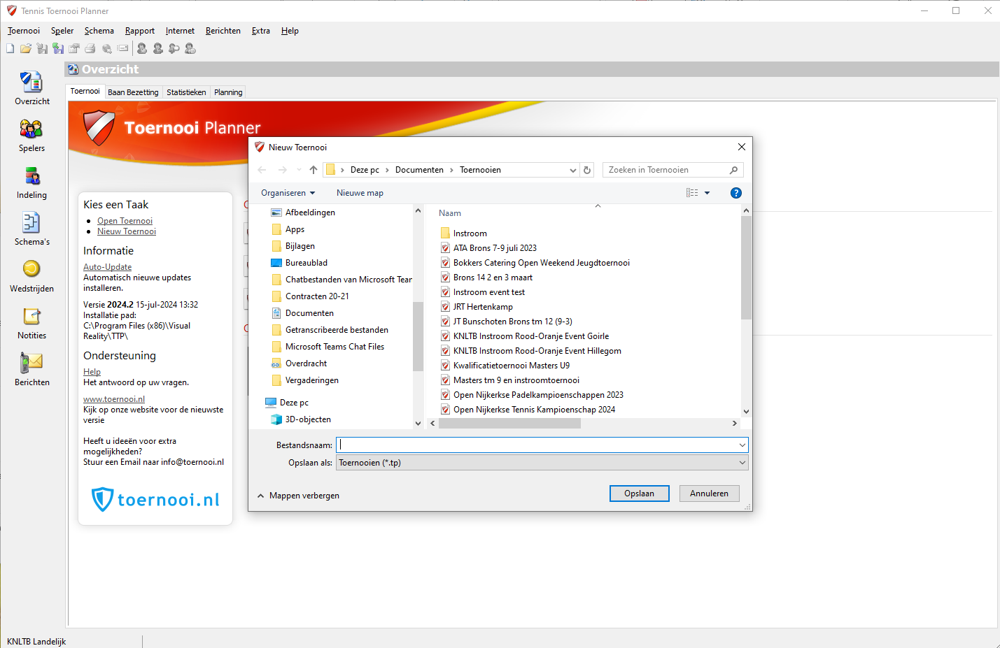 Tennis Toernooi Planner
Toernooi Speler Schema Rapport Internet Berichten Extra Help
Overzicht
Toernooi Baan Bezetting Statistieken Planning
Overzicht
Spelers
Indeling
Schema's
Wedstrijden
Notities
Berichten
Toernooi Planner
Kies een Taak
Open Toernooi
Nieuw Toernooi
Informatie
Auto-Update
Automatisch nieuwe updates
installeren.
Versie 2024.2 15-jul-2024 13:32
Installatie pad:
C:\Program Files (x86)\Visual
Reality\TTP\
Ondersteuning
Help
Het antwoord op uw vragen.
www.toernooi.nl
Kijk op onze website voor de nieuwste
versie
Heeft u ideeën voor extra
mogelijkheden?
Stuur een Email naar info@toernooi.nl
toernooi.nl
Nieuw Toernooi
Deze pc > Documenten > Toernooien
Zoeken in Toernooien
Organiseren Nieuwe map
Afbeeldingen
Apps
Bijlagen
Bureaublad
Chatbestanden van Microsoft Tear
Contracten 20-21
Documenten
Getranscribeerde bestanden
Microsoft Teams Chat Files
Overdracht
Vergaderingen
Deze pc
3D-objecten
Naam
Instroom
ATA Brons 7-9 juli 2023
Bokkers Catering Open Weekend Jeugdtoernooi
Brons 14 2 en 3 maart
Instroom event test
JRT Hertenkamp
JT Bunschoten Brons tm 12 (9-3)
KNLTB Instroom Rood-Oranje Event Goirle
KNLTB Instroom Rood-Oranje Event Hillegom
Kwalificatietoernooi Masters U9
Masters tm 9 en instroomtoernooi
Open Nijkerkse Padelkampioenschappen 2023
Open Nijkerkse Tennis Kampioenschap 2024
Bestandsnaam:
Opslaan als: Toernooien (*.tp)
Mappen verbergen
Opslaan Annuleren
KNLTB Landelijk